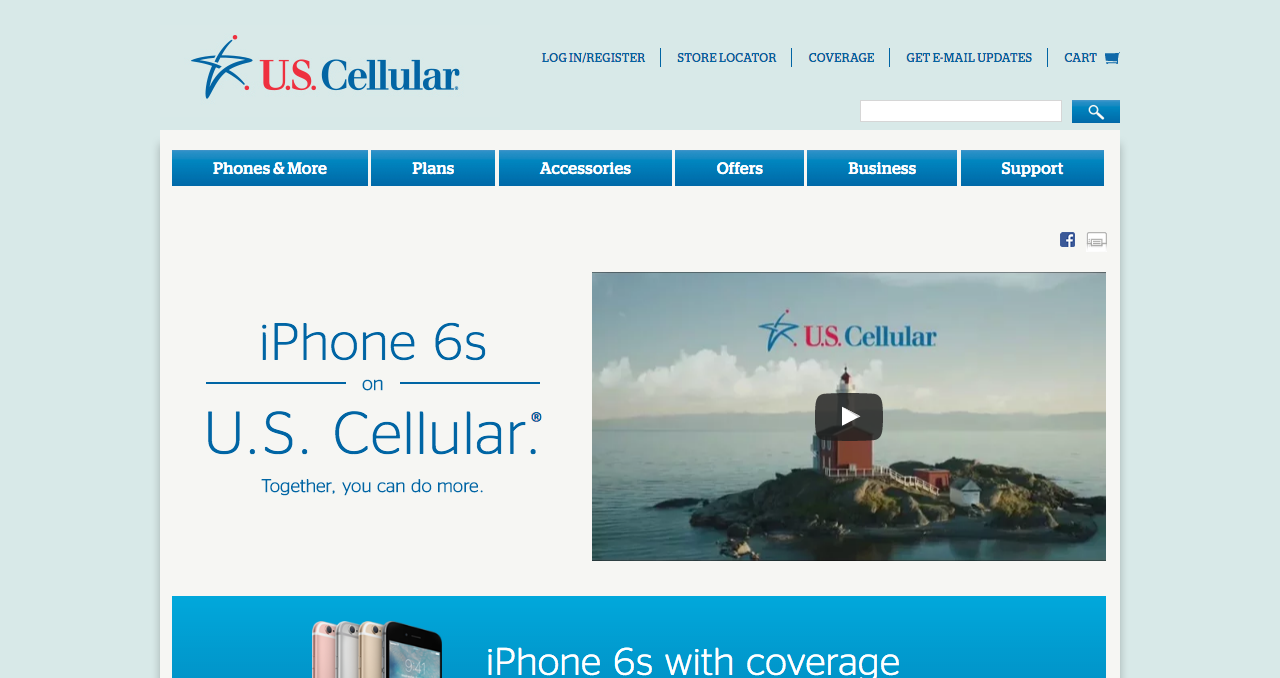 U.S. Cellular®
LOG IN/REGISTER
STORE LOCATOR
COVERAGE
GET E-MAIL UPDATES
CART
Phones & More
Plans
Accessories
Offers
Business
Support
iPhone 6s
on
U.S. Cellular.®
Together, you can do more.
U.S. Cellular
9:41
iPhone 6s with coverage